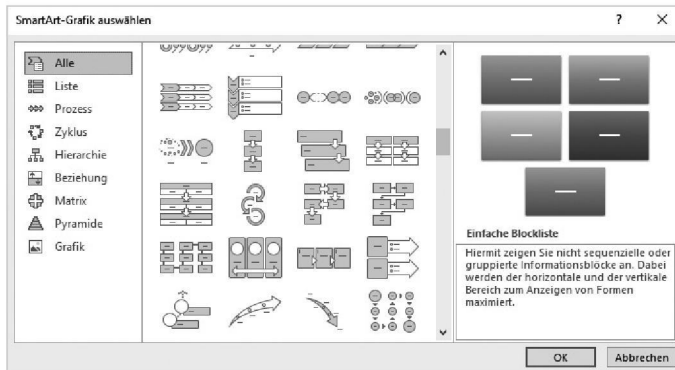 SmartArt-Grafik auswählen
?
Alle
Liste
Prozess
Zyklus
Hierarchie
Beziehung
Matrix
Pyramide
Grafik
Einfache Blockliste
Hiermit zeigen Sie nicht sequenzielle oder
gruppierte Informationsblöcke an. Dabei
werden der horizontale und der vertikale
Bereich zum Anzeigen von Formen
maximiert.
OK
Abbrechen